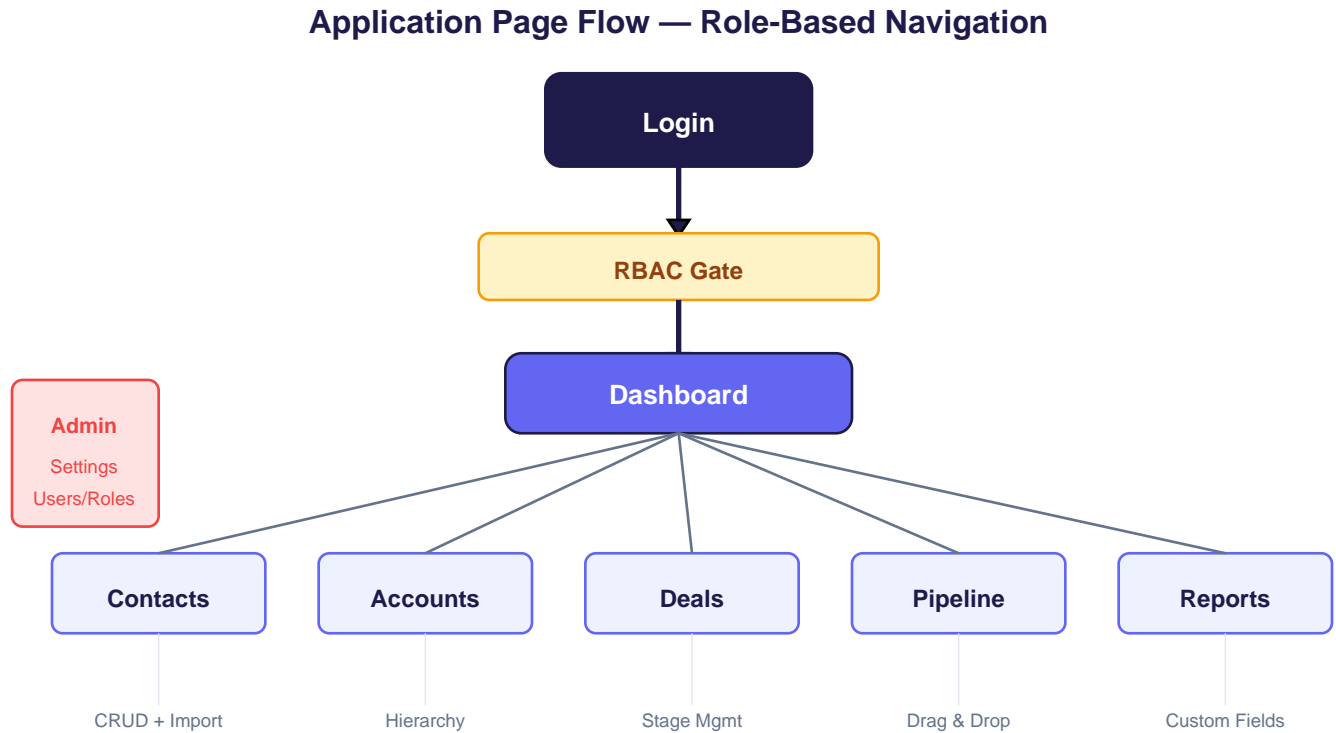 Application Page Flow — Role-Based Navigation
Login
RBAC Gate
Dashboard
Admin
Settings
Users/Roles
Contacts
Accounts
Deals
Pipeline
Reports
CRUD + Import
Hierarchy
Stage Mgmt
Drag & Drop
Custom Fields